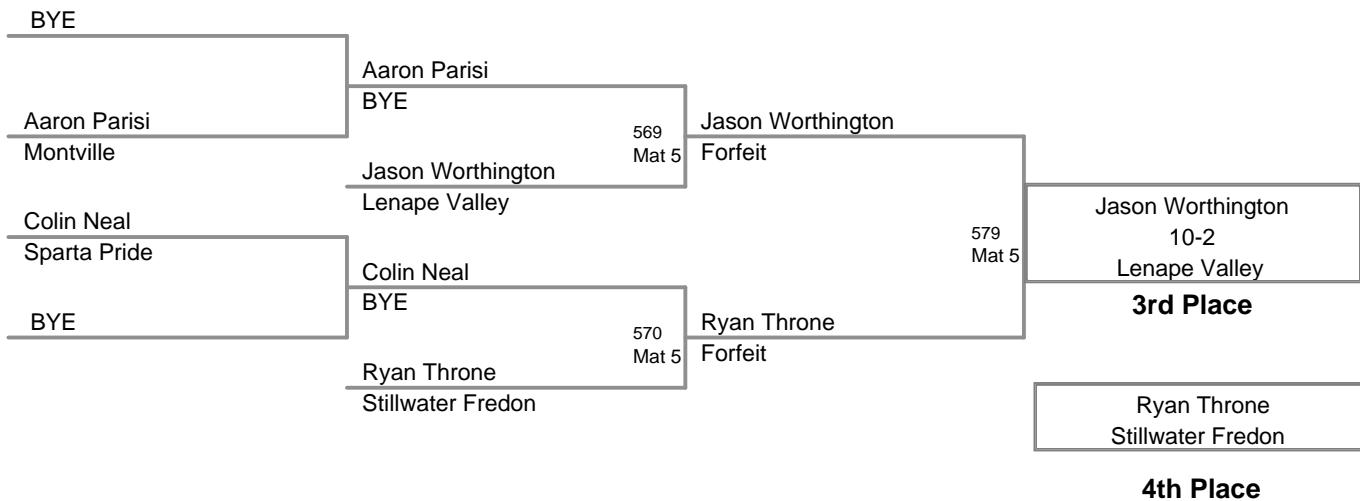 BYE
Aaron Parisi
Montville
Colin Neal
Sparta Pride
BYE
Aaron Parisi
BYE
569
Mat 5
Jason Worthington
Lenape Valley
Colin Neal
BYE
570
Mat 5
Ryan Throne
Stillwater Fredon
Jason Worthington
Forfeit
579
Mat 5
Ryan Throne
Forfeit
Jason Worthington
10-2
Lenape Valley
3rd Place
Ryan Throne
Stillwater Fredon
4th Place